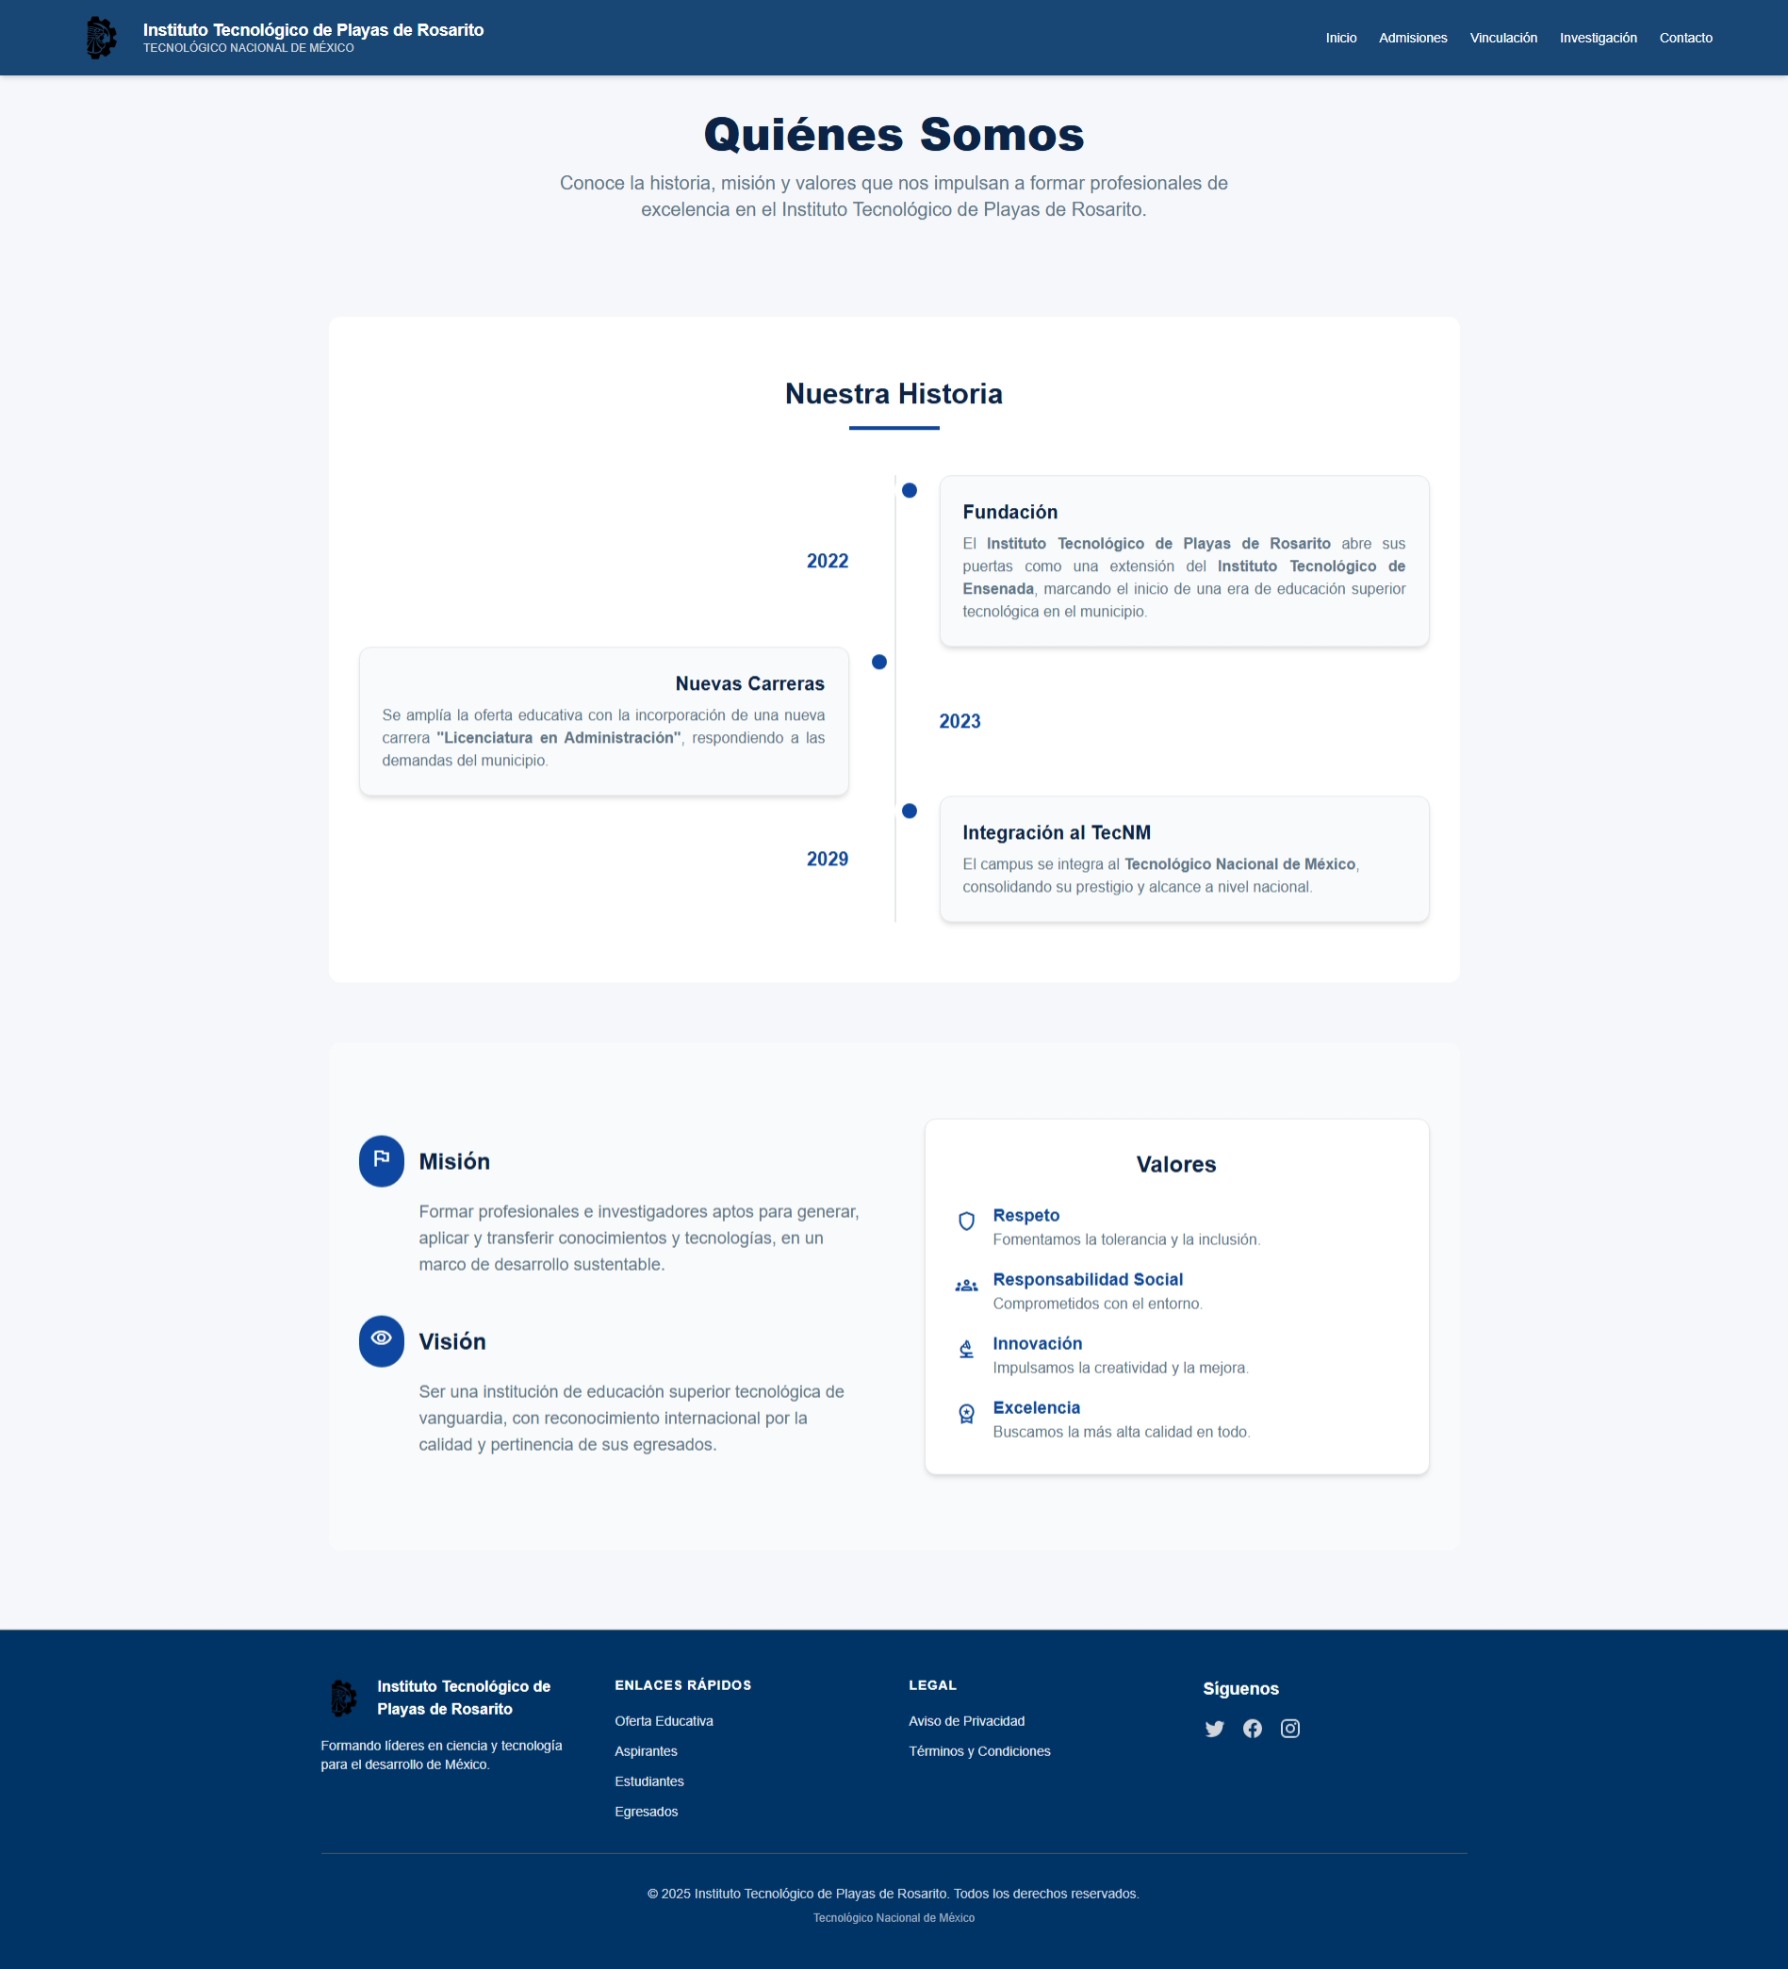 Instituto Tecnológico de Playas de Rosarito
TECNOLÓGICO NACIONAL DE MÉXICO
Inicio Admisiones Vinculación Investigación Contacto
Quiénes Somos
Conoce la historia, misión y valores que nos impulsan a formar profesionales de
excelencia en el Instituto Tecnológico de Playas de Rosarito.
Nuestra Historia
2022
Fundación
El Instituto Tecnológico de Playas de Rosarito abre sus
puertas como una extensión del Instituto Tecnológico de
Ensenada, marcando el inicio de una era de educación superior
tecnológica en el municipio.
Nuevas Carreras
Se amplía la oferta educativa con la incorporación de una nueva
carrera "Licenciatura en Administración", respondiendo a las
demandas del municipio.
2023
2029
Integración al TecNM
El campus se integra al Tecnológico Nacional de México,
consolidando su prestigio y alcance a nivel nacional.
Misión
Formar profesionales e investigadores aptos para generar,
aplicar y transferir conocimientos y tecnologías, en un
marco de desarrollo sustentable.
Visión
Ser una institución de educación superior tecnológica de
vanguardia, con reconocimiento internacional por la
calidad y pertinencia de sus egresados.
Valores
Respeto
Fomentamos la tolerancia y la inclusión.
Responsabilidad Social
Comprometidos con el entorno.
Innovación
Impulsamos la creatividad y la mejora.
Excelencia
Buscamos la más alta calidad en todo.
Instituto Tecnológico de
Playas de Rosarito
Formando líderes en ciencia y tecnología
para el desarrollo de México.
ENLACES RÁPIDOS
Oferta Educativa
Aspirantes
Estudiantes
Egresados
LEGAL
Aviso de Privacidad
Términos y Condiciones
Síguenos
© 2025 Instituto Tecnológico de Playas de Rosarito. Todos los derechos reservados.
Tecnológico Nacional de México